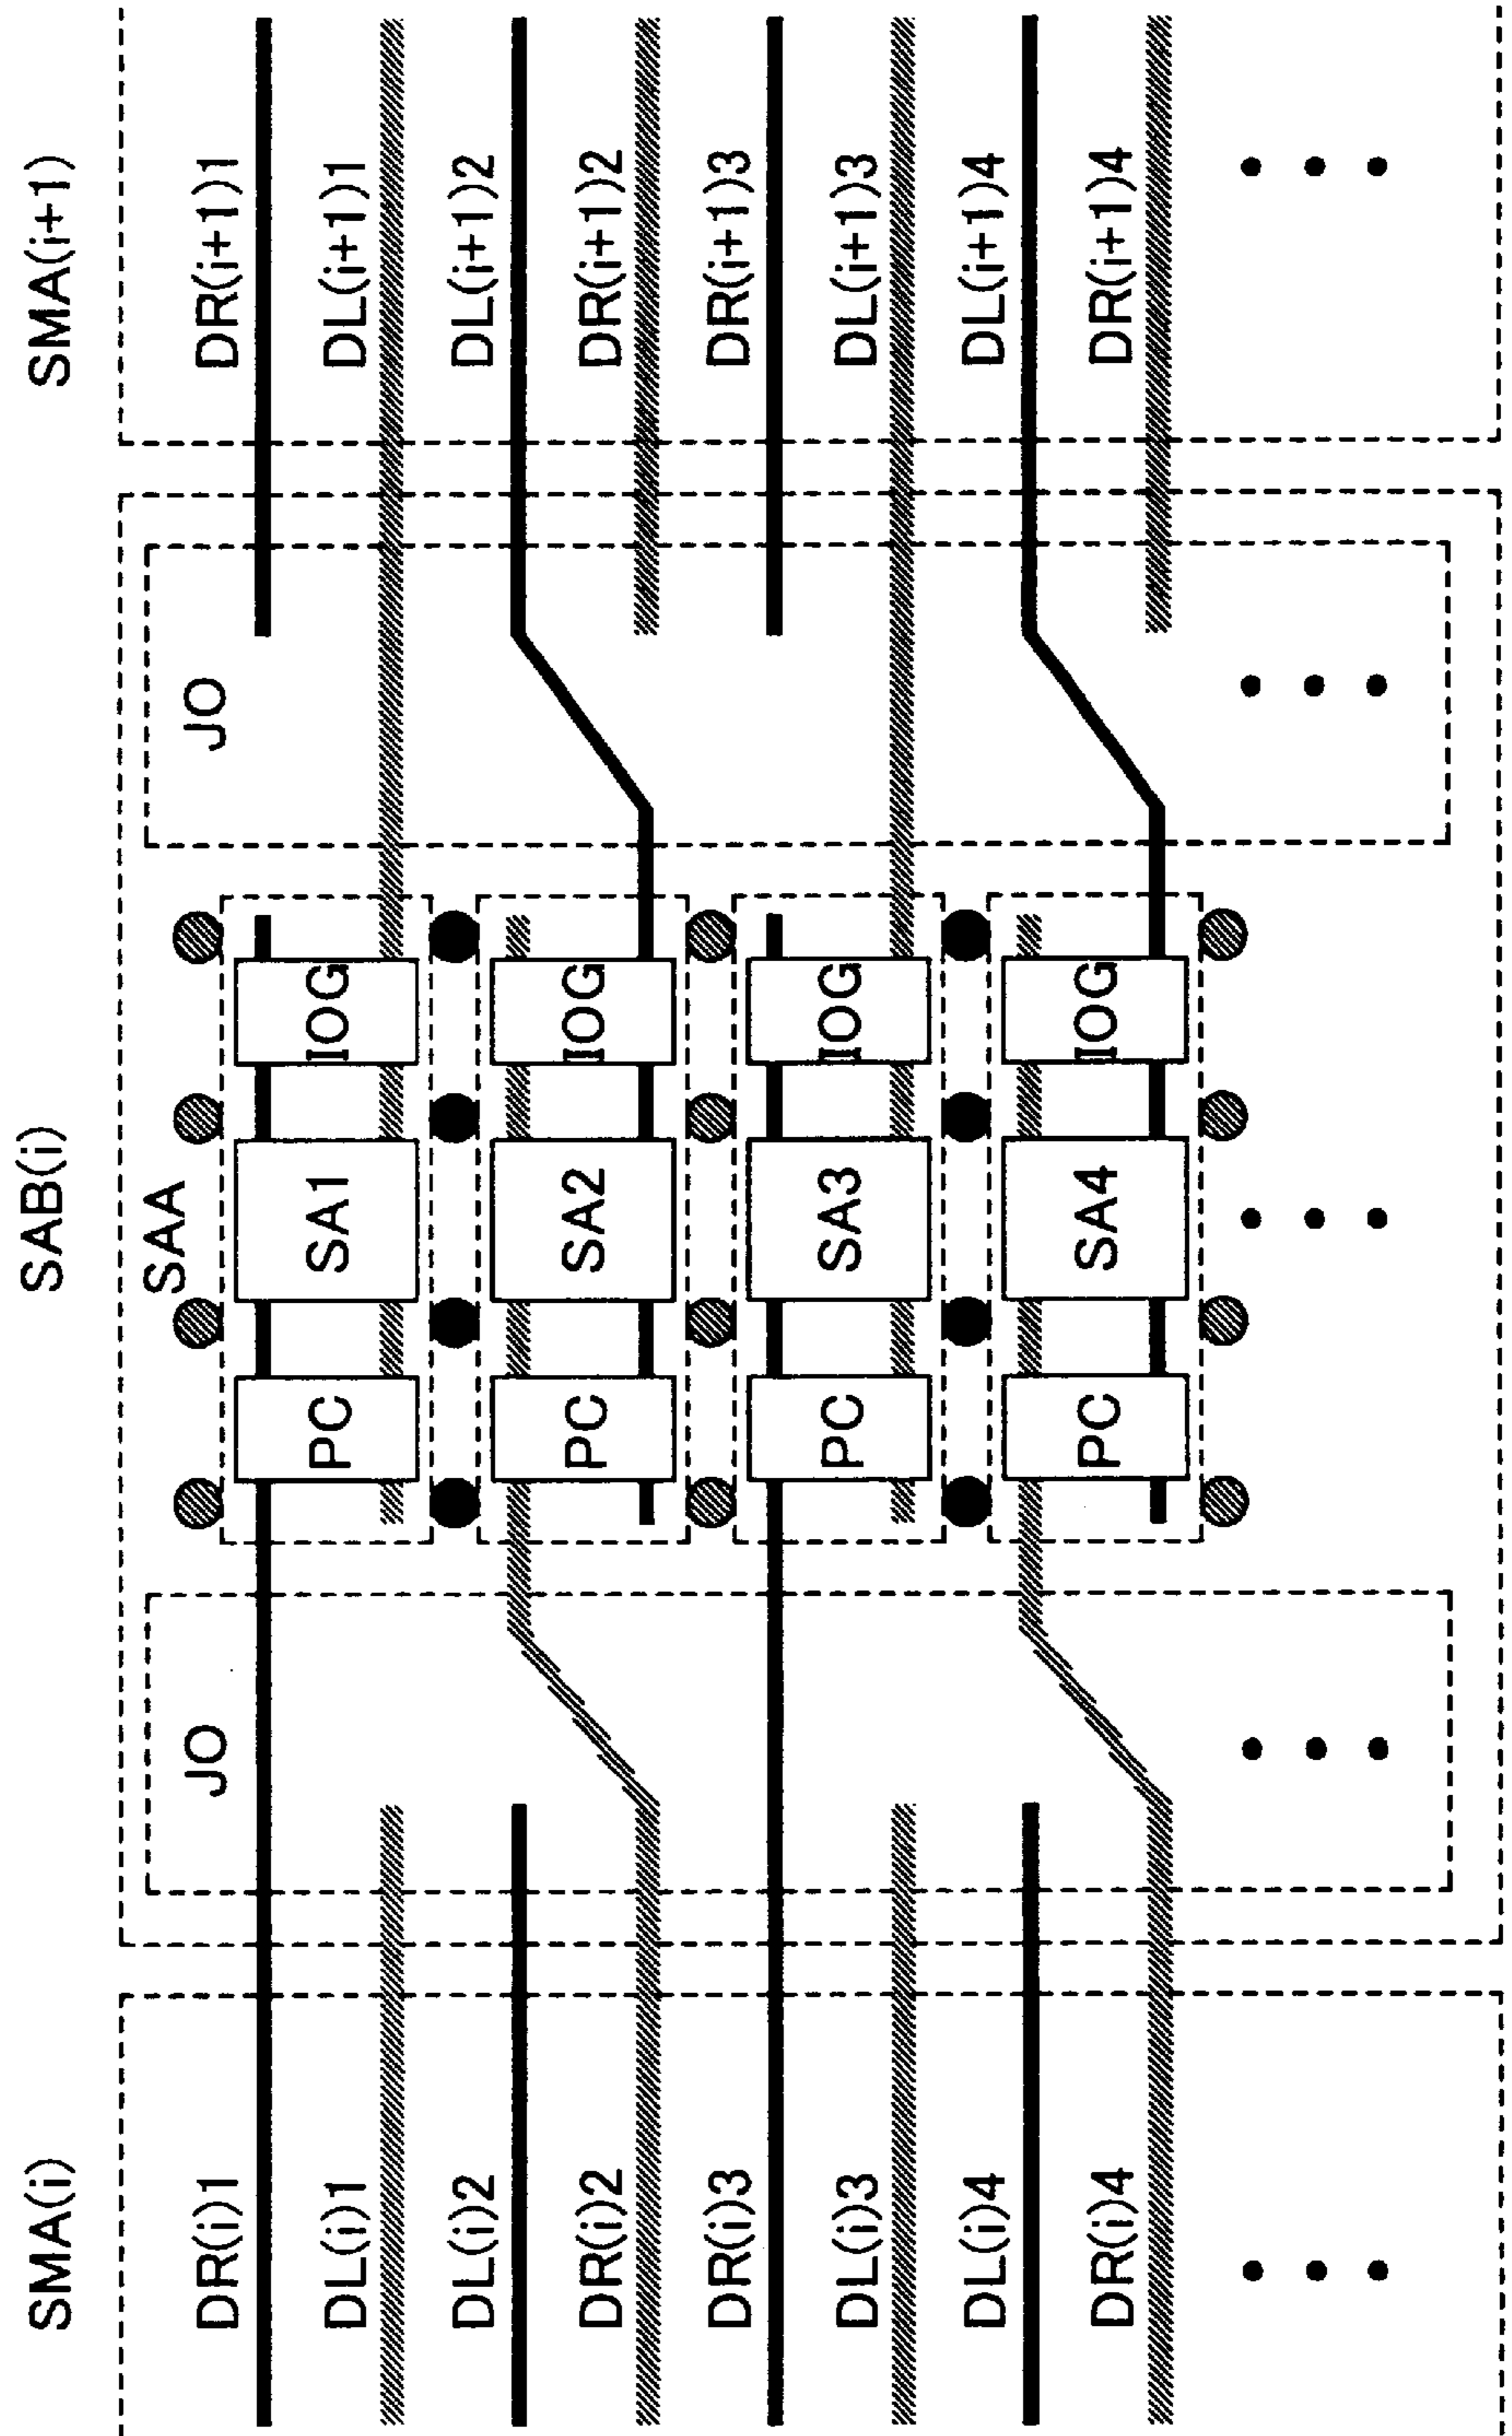 SMA(i)
SAB(i)
SMA(i+1)
DR(i)1
DL(i)1
DL(i)2
DR(i)2
DR(i)3
DL(i)3
DL(i)4
DR(i)4
JO
SAA
PC
SA1
IOG
PC
SA2
IOG
PC
SA3
IOG
PC
SA4
IOG
JO
DR(i+1)1
DL(i+1)1
DL(i+1)2
DR(i+1)2
DR(i+1)3
DL(i+1)3
DL(i+1)4
DR(i+1)4